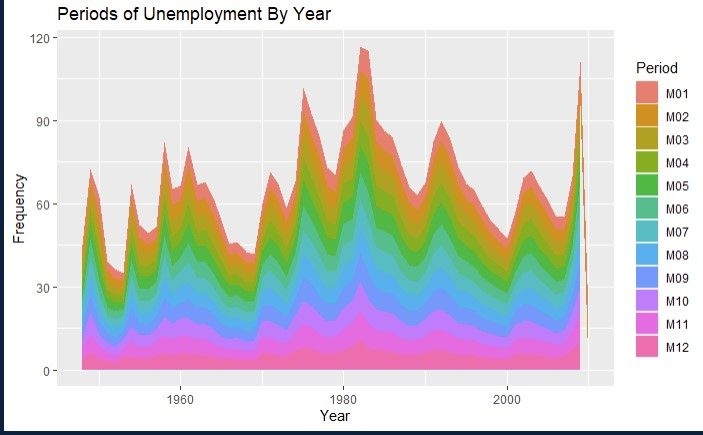 Periods of Unemployment By Year
120
90
60
30
0
Frequency
1960
1980
2000
Year
Period
M01
M02
M03
M04
M05
M06
M07
M08
M09
M10
M11
M12